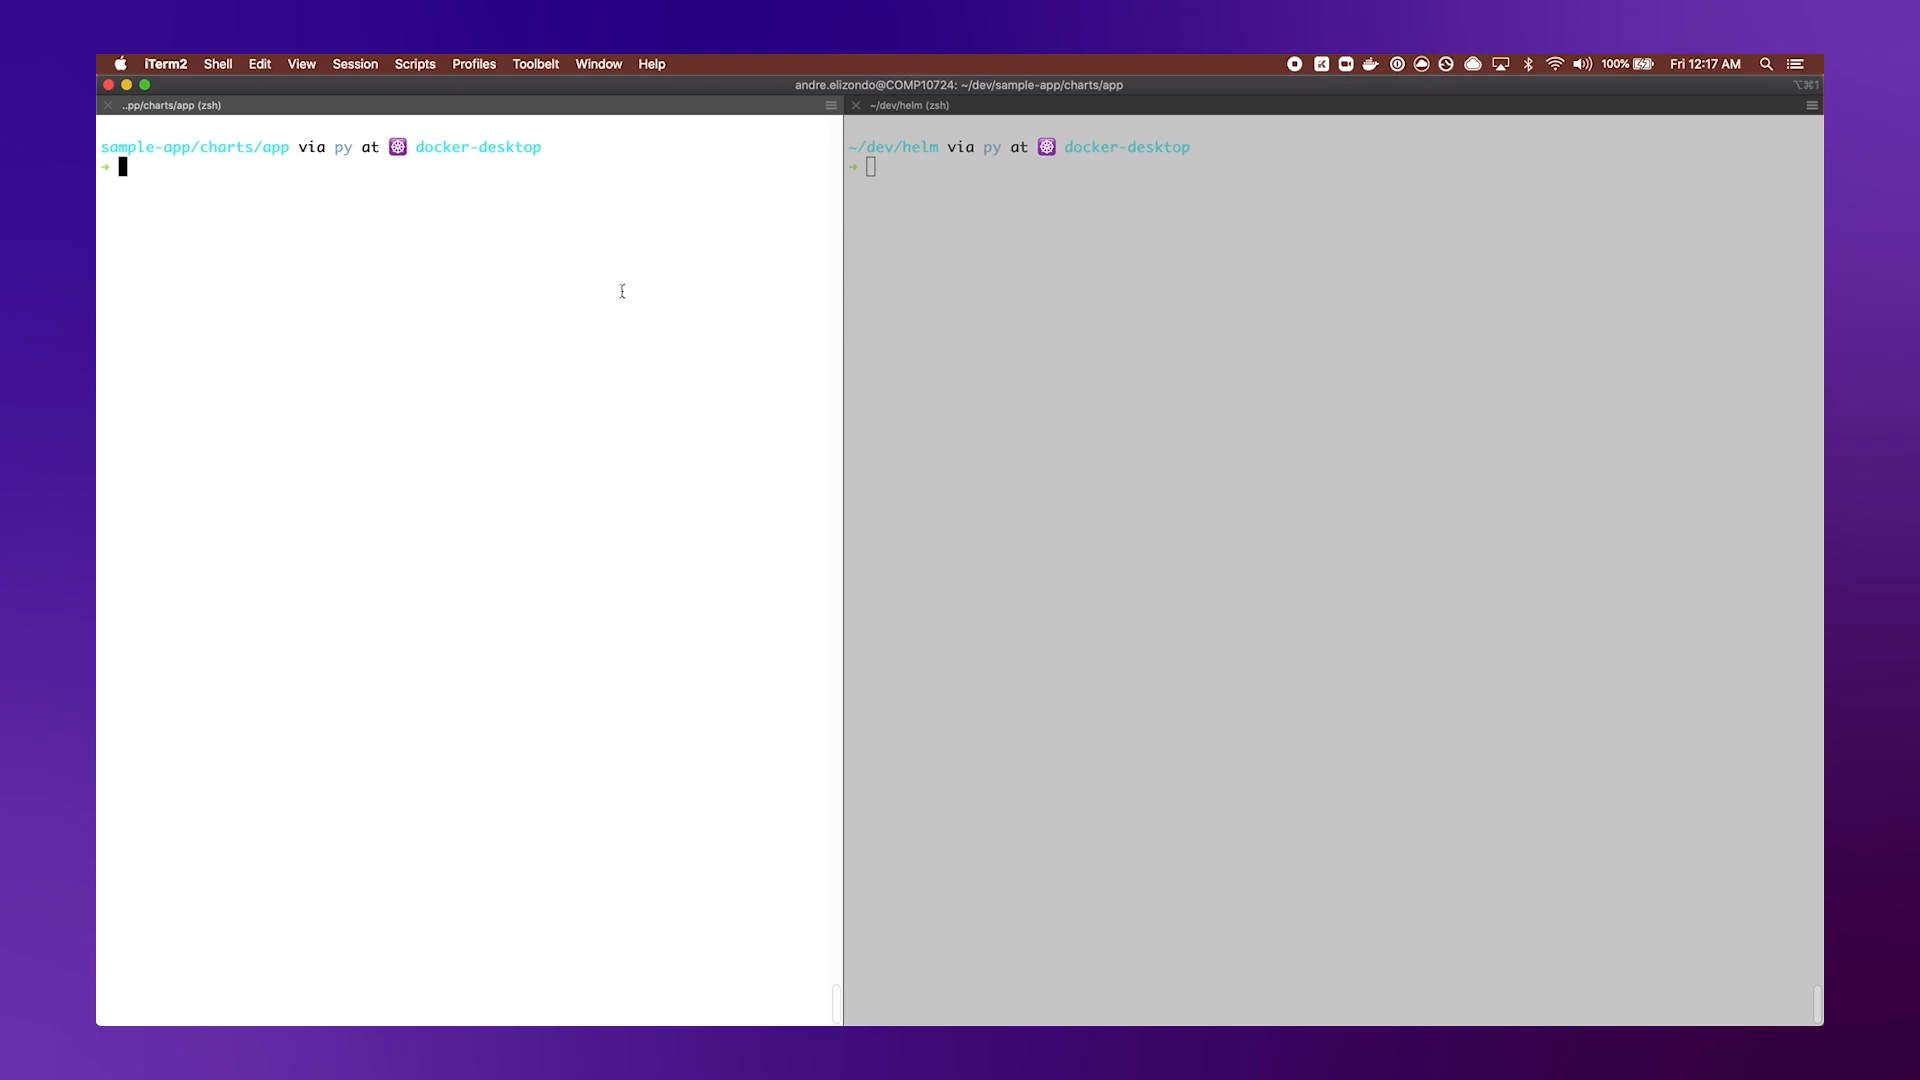 iTerm2 Shell Edit View Session Scripts Profiles Toolbelt Window Help 100% Fri 12:17 AM
andre.elizondo@COMP10724: ~/dev/sample-app/charts/app ⌥⌘1
..pp/charts/app (zsh)
~/dev/helm (zsh)
sample-app/charts/app via py at ☸ docker-desktop
➜
~/dev/helm via py at ☸ docker-desktop
➜